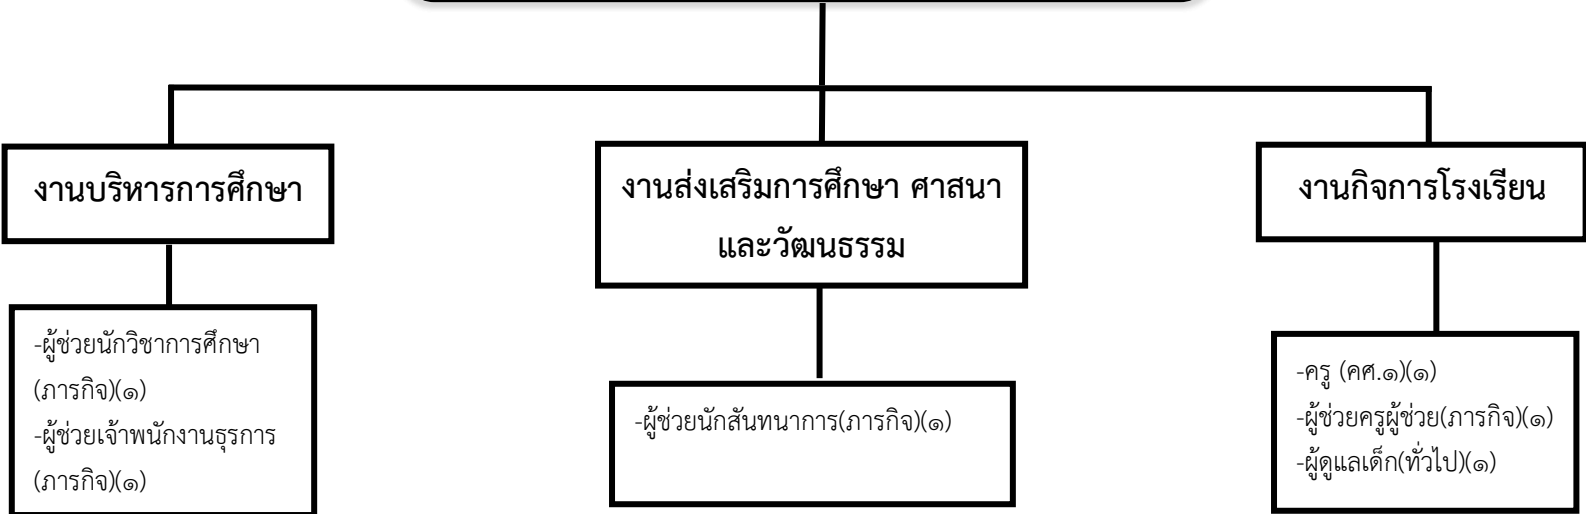 งานบริหารการศึกษา
งานส่งเสริมการศึกษา ศาสนา
และวัฒนธรรม
งานกิจการโรงเรียน
-ผู้ช่วยนักวิชาการศึกษา
(ภารกิจ)(๑)
-ผู้ช่วยเจ้าพนักงานธุรการ
(ภารกิจ)(๑)
-ผู้ช่วยนักสันทนาการ(ภารกิจ)(๑)
-ครู (คศ.๑)(๑)
-ผู้ช่วยครูผู้ช่วย(ภารกิจ)(๑)
-ผู้ดูแลเด็ก(ทั่วไป)(๑)